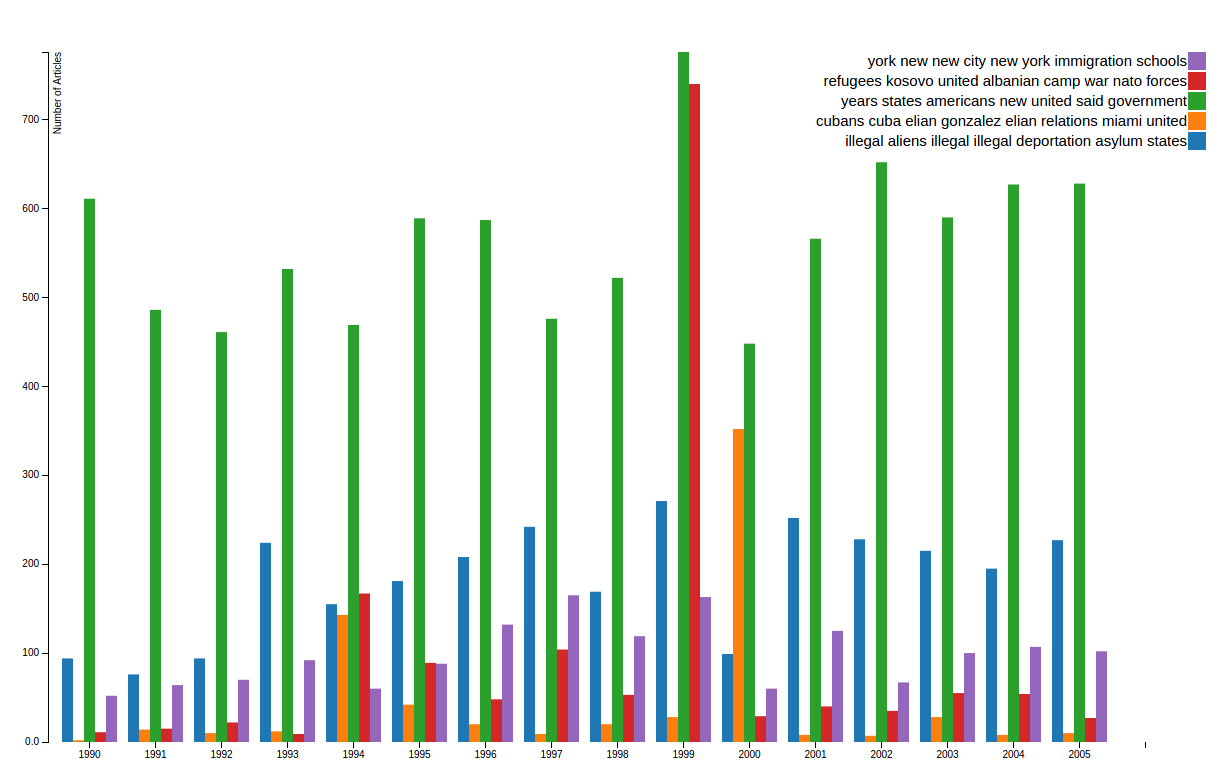 Number of Articles
york new new city new york immigration schools
refugees kosovo united albanian camp war nato forces
years states americans new united said government
cubans cuba elian gonzalez elian relations miami united
illegal aliens illegal illegal deportation asylum states
700
600
500
400
300
200
100
0.0
1990 1991 1992 1993 1994 1995 1996 1997 1998 1999 2000 2001 2002 2003 2004 2005